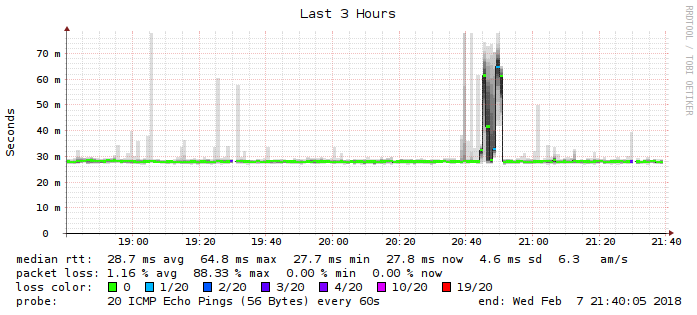 Last 3 Hours
RRDTOOL / TOBI OETIKER
Seconds
70 m
60 m
50 m
40 m
30 m
20 m
10 m
0
19:00 19:20 19:40 20:00 20:20 20:40 21:00 21:20 21:40
median rtt: 28.7 ms avg 64.8 ms max 27.7 ms min 27.8 ms now 4.6 ms sd 6.3 am/s
packet loss: 1.16 % avg 88.33 % max 0.00 % min 0.00 % now
loss color: 0 1/20 2/20 3/20 4/20 10/20 19/20
probe: 20 ICMP Echo Pings (56 Bytes) every 60s end: Wed Feb 7 21:40:05 2018